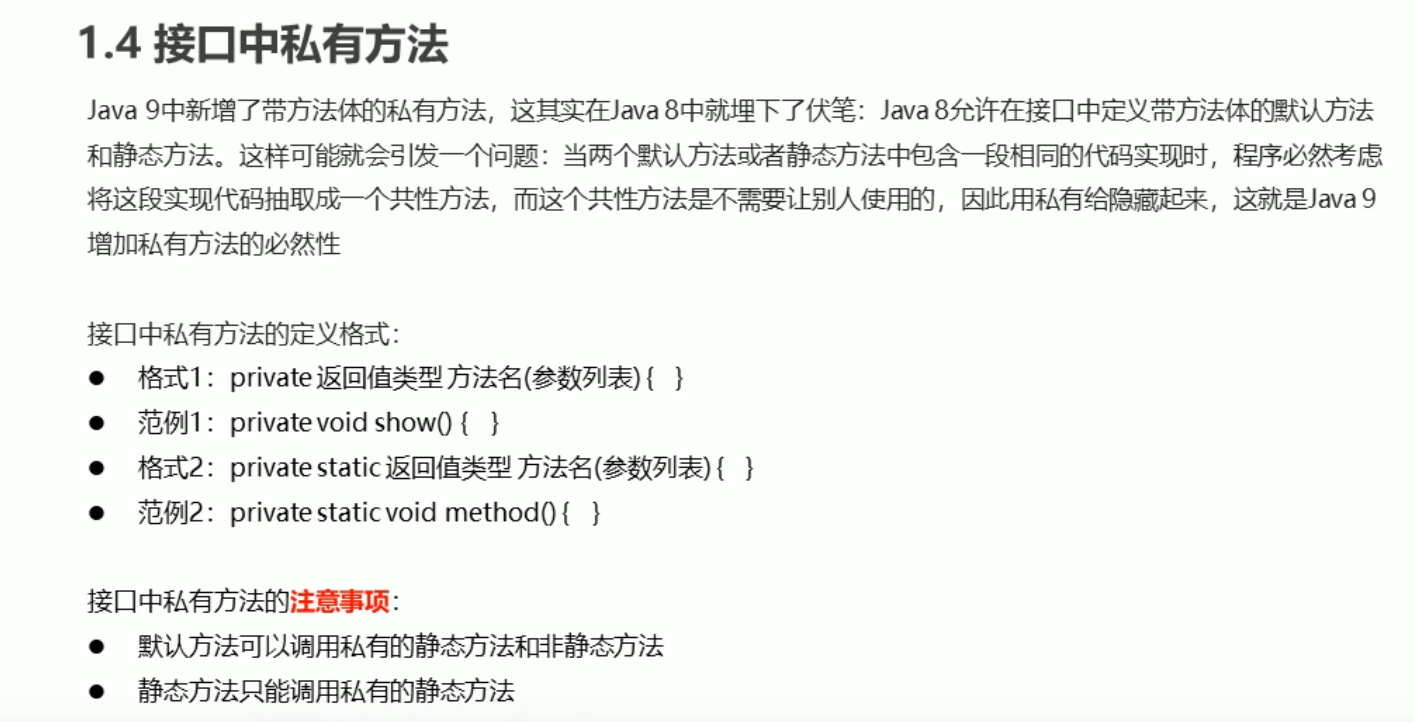 1.4 接口中私有方法
Java 9中新增了带方法体的私有方法，这其实在Java 8中就埋下了伏笔：Java 8允许在接口中定义带方法体的默认方法
和静态方法。这样可能就会引发一个问题：当两个默认方法或者静态方法中包含一段相同的代码实现时，程序必然考虑
将这段实现代码抽取成一个共性方法，而这个共性方法是不需要让别人使用的，因此用私有给隐藏起来，这就是Java 9
增加私有方法的必然性
接口中私有方法的定义格式：
● 格式1：private 返回值类型 方法名(参数列表) { }
● 范例1：private void show() { }
● 格式2：private static 返回值类型 方法名(参数列表) { }
● 范例2：private static void method() { }
接口中私有方法的注意事项：
● 默认方法可以调用私有的静态方法和非静态方法
● 静态方法只能调用私有的静态方法